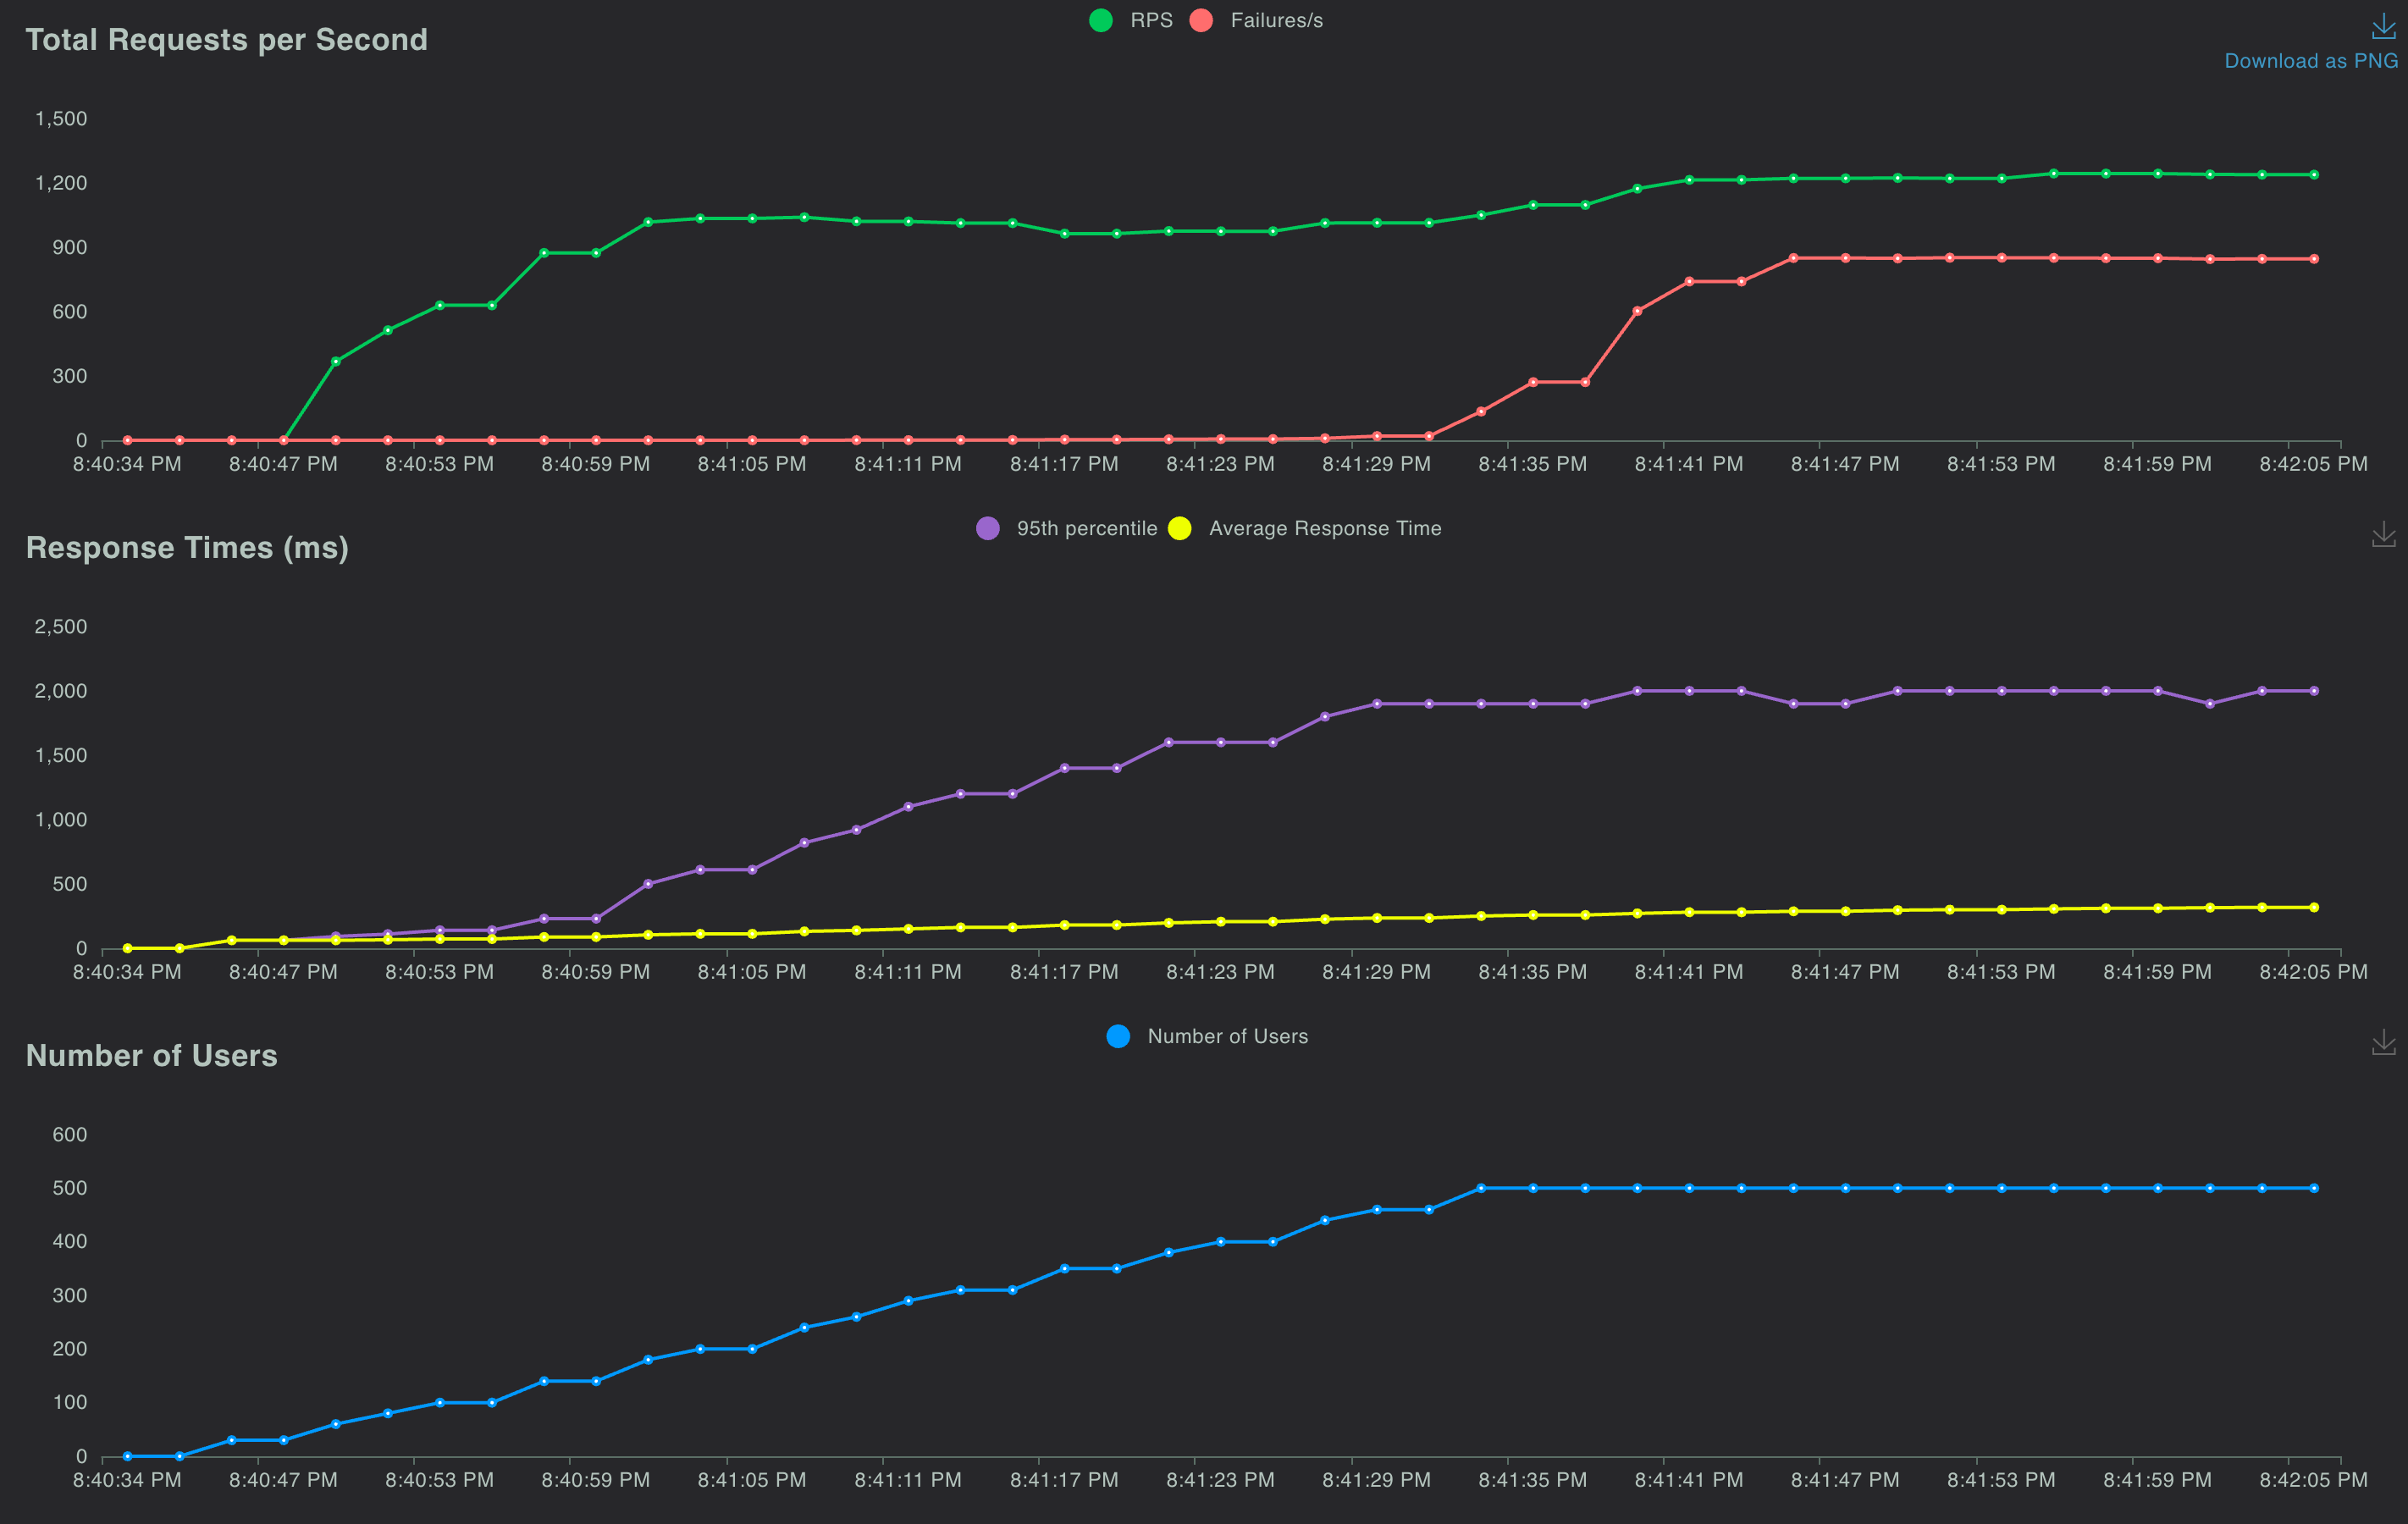 RPS Failures/s
Total Requests per Second
Download as PNG
1,500
1,200
900
600
300
0
8:40:34 PM 8:40:47 PM 8:40:53 PM 8:40:59 PM 8:41:05 PM 8:41:11 PM 8:41:17 PM 8:41:23 PM 8:41:29 PM 8:41:35 PM 8:41:41 PM 8:41:47 PM 8:41:53 PM 8:41:59 PM 8:42:05 PM
95th percentile Average Response Time
Response Times (ms)
2,500
2,000
1,500
1,000
500
0
8:40:34 PM 8:40:47 PM 8:40:53 PM 8:40:59 PM 8:41:05 PM 8:41:11 PM 8:41:17 PM 8:41:23 PM 8:41:29 PM 8:41:35 PM 8:41:41 PM 8:41:47 PM 8:41:53 PM 8:41:59 PM 8:42:05 PM
Number of Users
Number of Users
600
500
400
300
200
100
0
8:40:34 PM 8:40:47 PM 8:40:53 PM 8:40:59 PM 8:41:05 PM 8:41:11 PM 8:41:17 PM 8:41:23 PM 8:41:29 PM 8:41:35 PM 8:41:41 PM 8:41:47 PM 8:41:53 PM 8:41:59 PM 8:42:05 PM